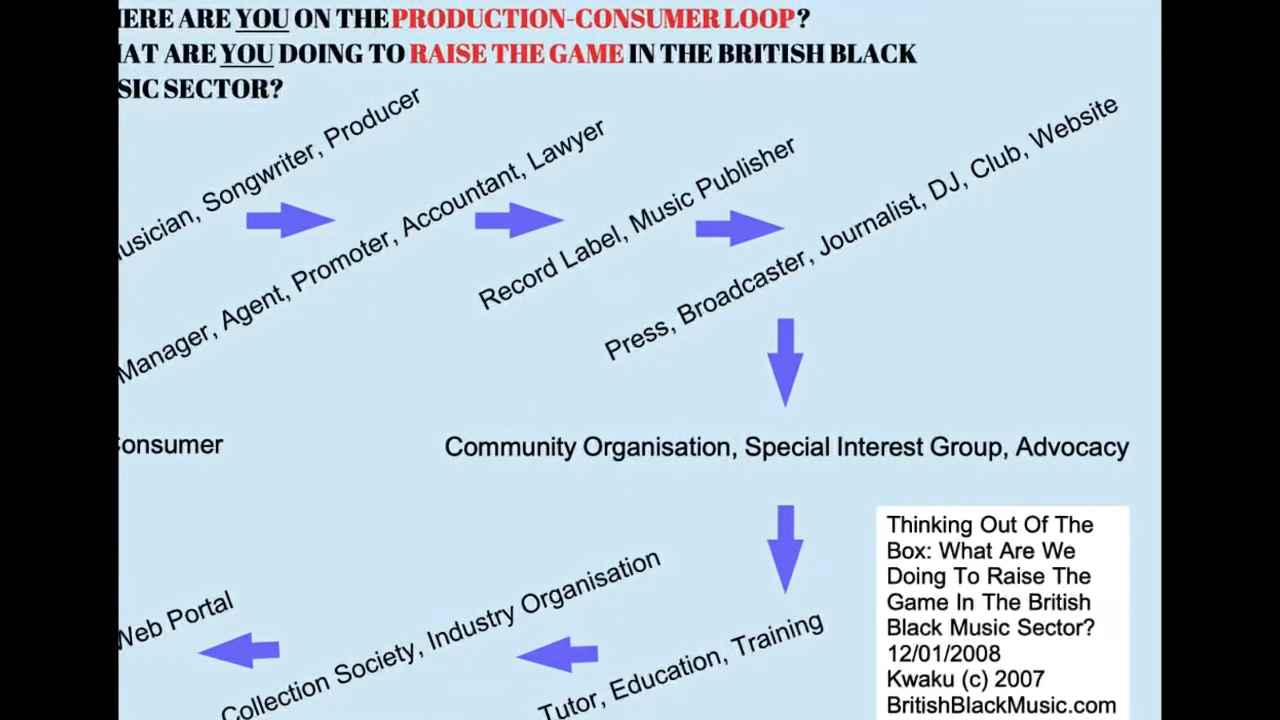 ERE ARE YOU ON THE PRODUCTION-CONSUMER LOOP?
AT ARE YOU DOING TO RAISE THE GAME IN THE BRITISH BLACK
SIC SECTOR?
usician, Songwriter, Producer
Manager, Agent, Promoter, Accountant, Lawyer
Record Label, Music Publisher
Press, Broadcaster, Journalist, DJ, Club, Website
onsumer
Community Organisation, Special Interest Group, Advocacy
Web Portal
Collection Society, Industry Organisation
Tutor, Education, Training
Thinking Out Of The
Box: What Are We
Doing To Raise The
Game In The British
Black Music Sector?
12/01/2008
Kwaku (c) 2007
BritishBlackMusic.com